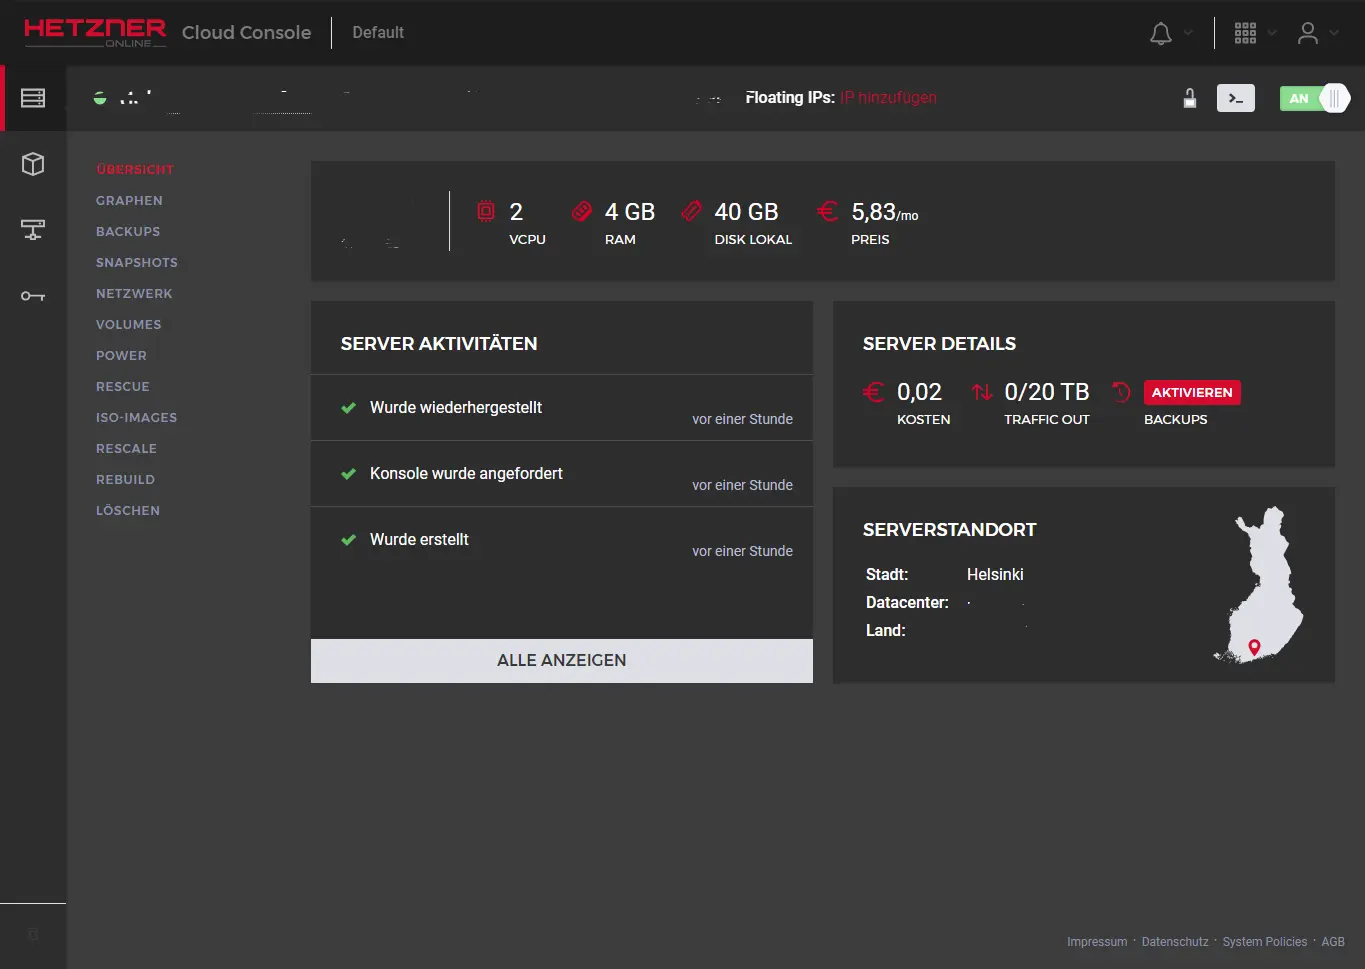 HETZNER
ONLINE
Cloud Console
Default
Floating IPs: IP hinzufügen
>_
AN
ÜBERSICHT
GRAPHEN
BACKUPS
SNAPSHOTS
NETZWERK
VOLUMES
POWER
RESCUE
ISO-IMAGES
RESCALE
REBUILD
LÖSCHEN
2
VCPU
4 GB
RAM
40 GB
DISK LOKAL
€ 5,83/mo
PREIS
SERVER AKTIVITÄTEN
Wurde wiederhergestellt
vor einer Stunde
Konsole wurde angefordert
vor einer Stunde
Wurde erstellt
vor einer Stunde
ALLE ANZEIGEN
SERVER DETAILS
€ 0,02
KOSTEN
0/20 TB
TRAFFIC OUT
AKTIVIEREN
BACKUPS
SERVERSTANDORT
Stadt: Helsinki
Datacenter:
Land:
Impressum · Datenschutz · System Policies · AGB